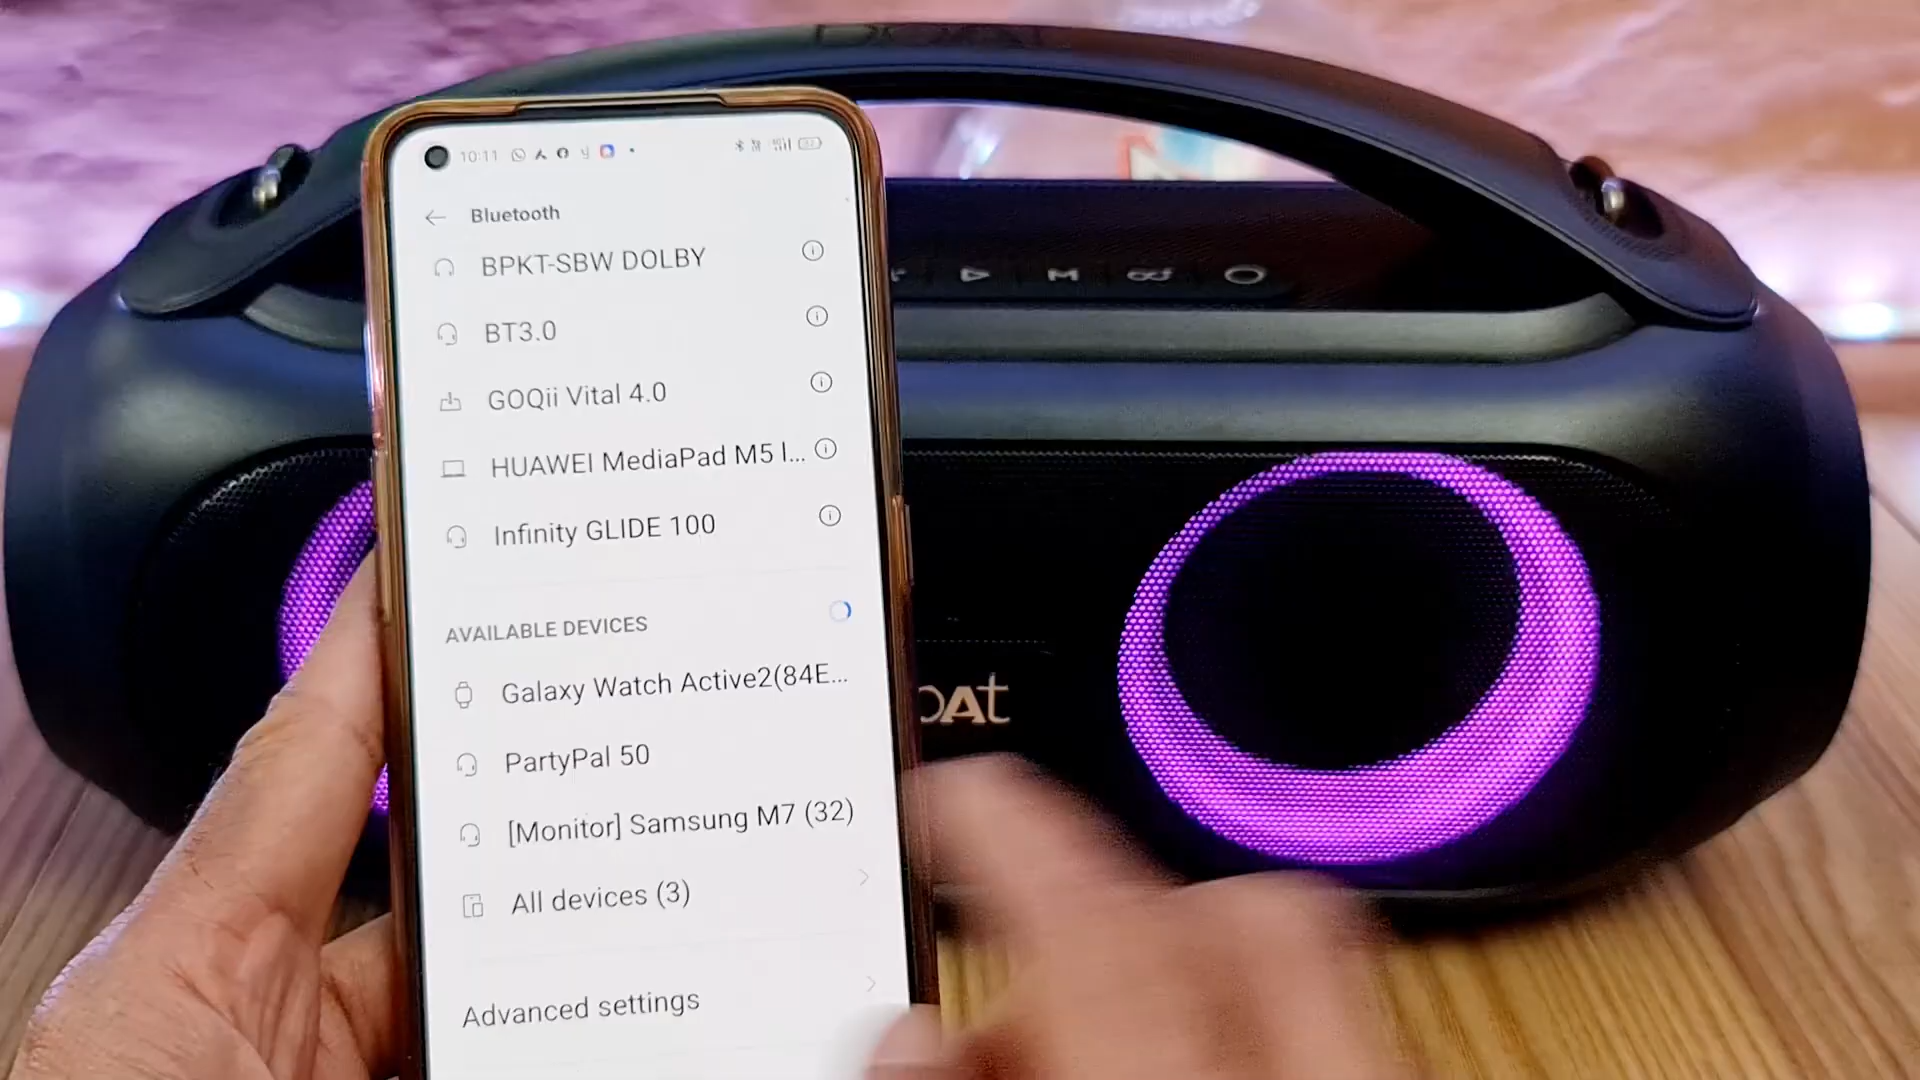 10:11
Bluetooth
BPKT-SBW DOLBY
BT3.0
GOQii Vital 4.0
HUAWEI MediaPad M5 l...
Infinity GLIDE 100
AVAILABLE DEVICES
Galaxy Watch Active2(84E...
PartyPal 50
[Monitor] Samsung M7 (32)
All devices (3)
Advanced settings
M
oAt